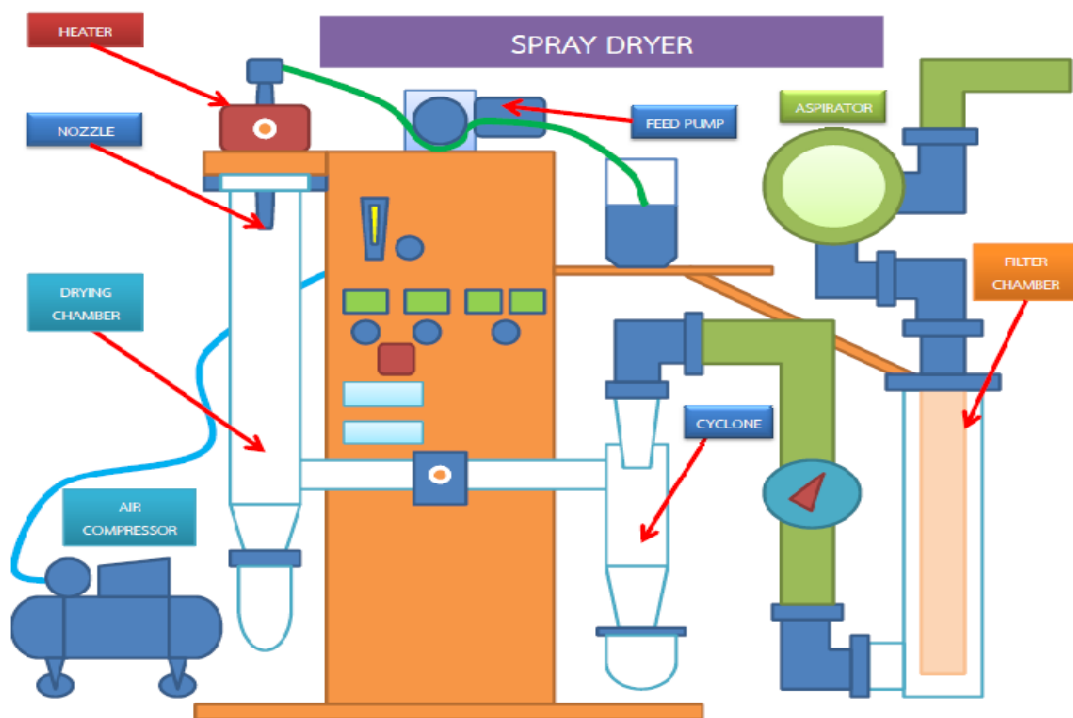 HEATER
SPRAY DRYER
NOZZLE
FEED PUMP
ASPIRATOR
DRYING
CHAMBER
FILTER
CHAMBER
CYCLONE
AIR
COMPRESSOR